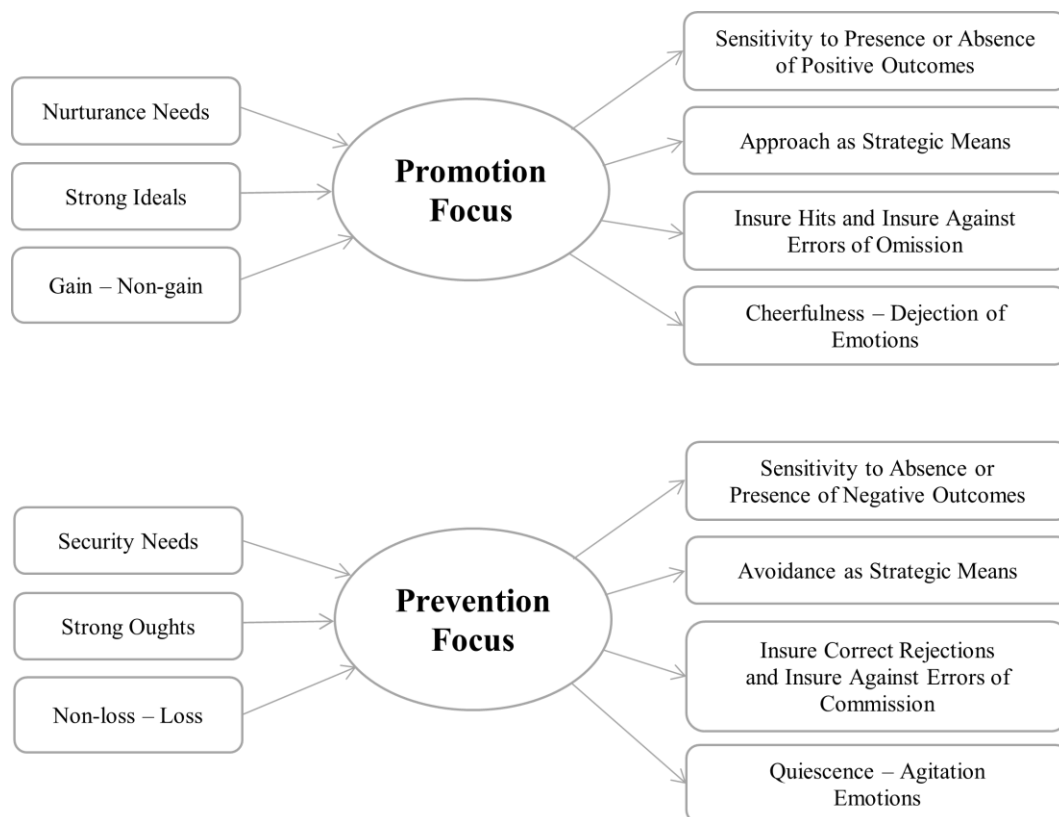 Nurturance Needs
Strong Ideals
Gain – Non-gain
Promotion
Focus
Sensitivity to Presence or Absence
of Positive Outcomes
Approach as Strategic Means
Insure Hits and Insure Against
Errors of Omission
Cheerfulness – Dejection of
Emotions
Security Needs
Strong Oughts
Non-loss – Loss
Prevention
Focus
Sensitivity to Absence or
Presence of Negative Outcomes
Avoidance as Strategic Means
Insure Correct Rejections
and Insure Against Errors of
Commission
Quiescence – Agitation
Emotions